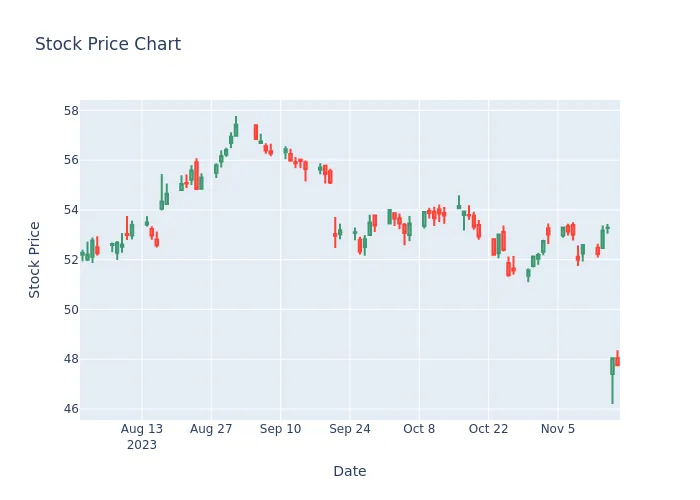 Stock Price Chart
58
56
54
52
50
48
46
Stock Price
Aug 13
2023
Aug 27
Sep 10
Sep 24
Oct 8
Oct 22
Nov 5
Date